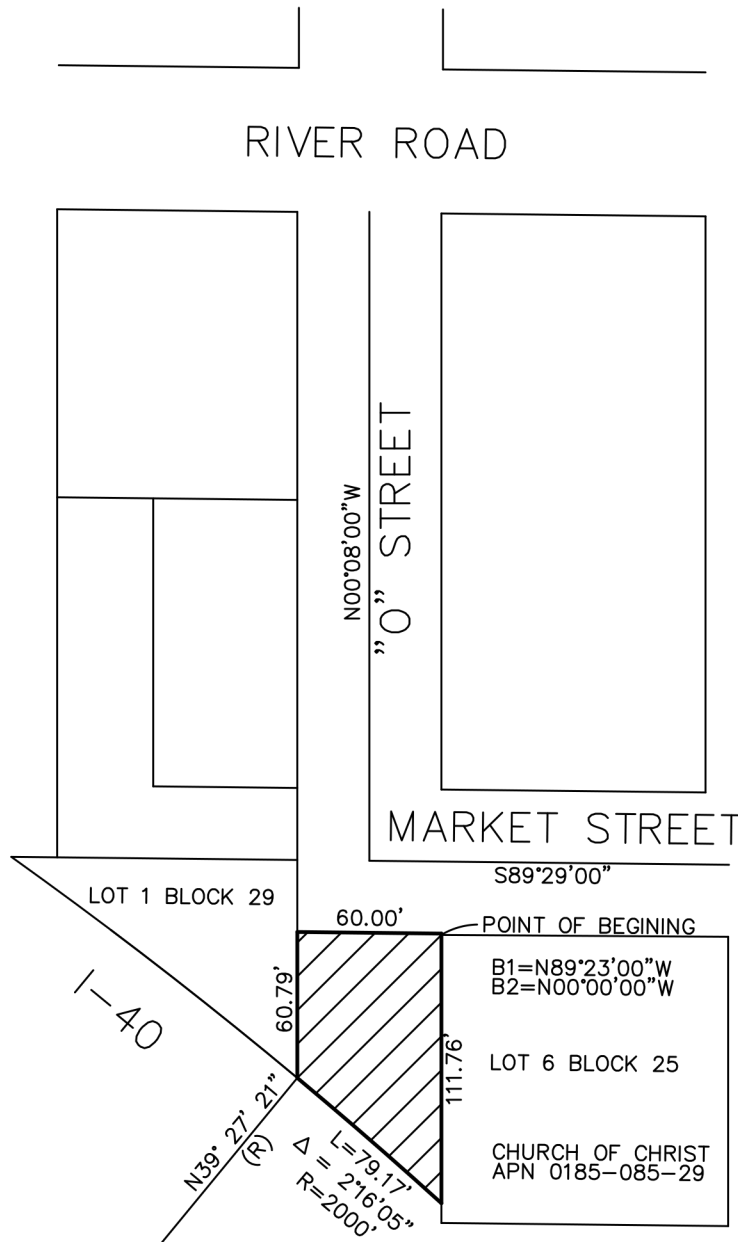 RIVER ROAD
N00°08'00"W
"O" STREET
MARKET STREET
S89°29'00"
LOT 1 BLOCK 29
60.00'
POINT OF BEGINING
60.79'
B1=N89°23'00"W
B2=N00°00'00"W
I-40
LOT 6 BLOCK 25
111.76'
N39° 27' 21"
(R)
L=79.17'
Δ = 2°16'05"
R=2000'
CHURCH OF CHRIST
APN 0185-085-29